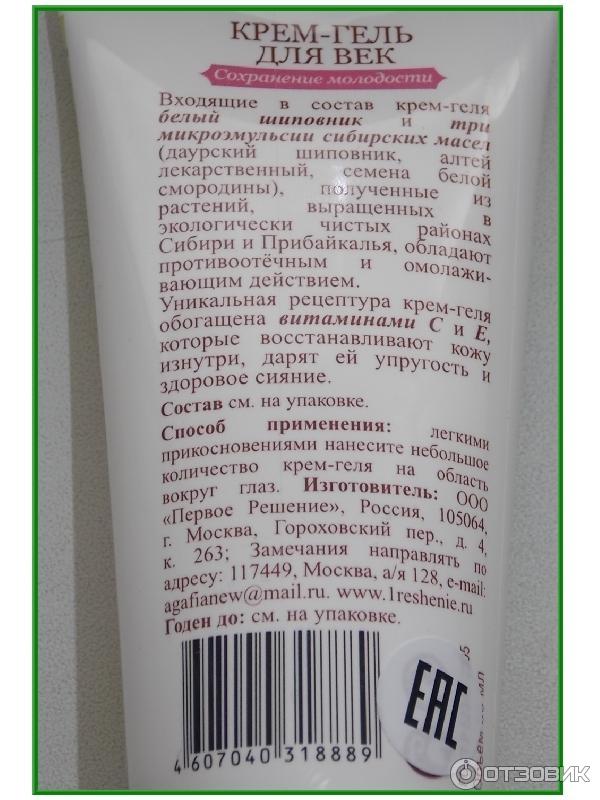 КРЕМ-ГЕЛЬ
ДЛЯ ВЕК
Сохранение молодости
Входящие в состав крем-геля
белый шиповник и три
микроэмульсии сибирских масел
(даурский шиповник, алтей
лекарственный, семена белой
смородины), полученные из
растений, выращенных в
экологически чистых районах
Сибири и Прибайкалья, обладают
противоотёчным и омолажи-
вающим действием.
Уникальная рецептура крем-геля
обогащена витаминами С и Е,
которые восстанавливают кожу
изнутри, дарят ей упругость и
здоровое сияние.
Состав см. на упаковке.
Способ применения: легкими
прикосновениями нанесите небольшое
количество крем-геля на область
вокруг глаз. Изготовитель: ООО
«Первое Решение», Россия, 105064,
г. Москва, Гороховский пер., д. 4,
к. 263; Замечания направлять по
адресу: 117449, Москва, а/я 128, e-mail:
agafianew@mail.ru. www.1reshenie.ru
Годен до: см. на упаковке.
4 607040 318889
ЕАС
ОТЗОВИК